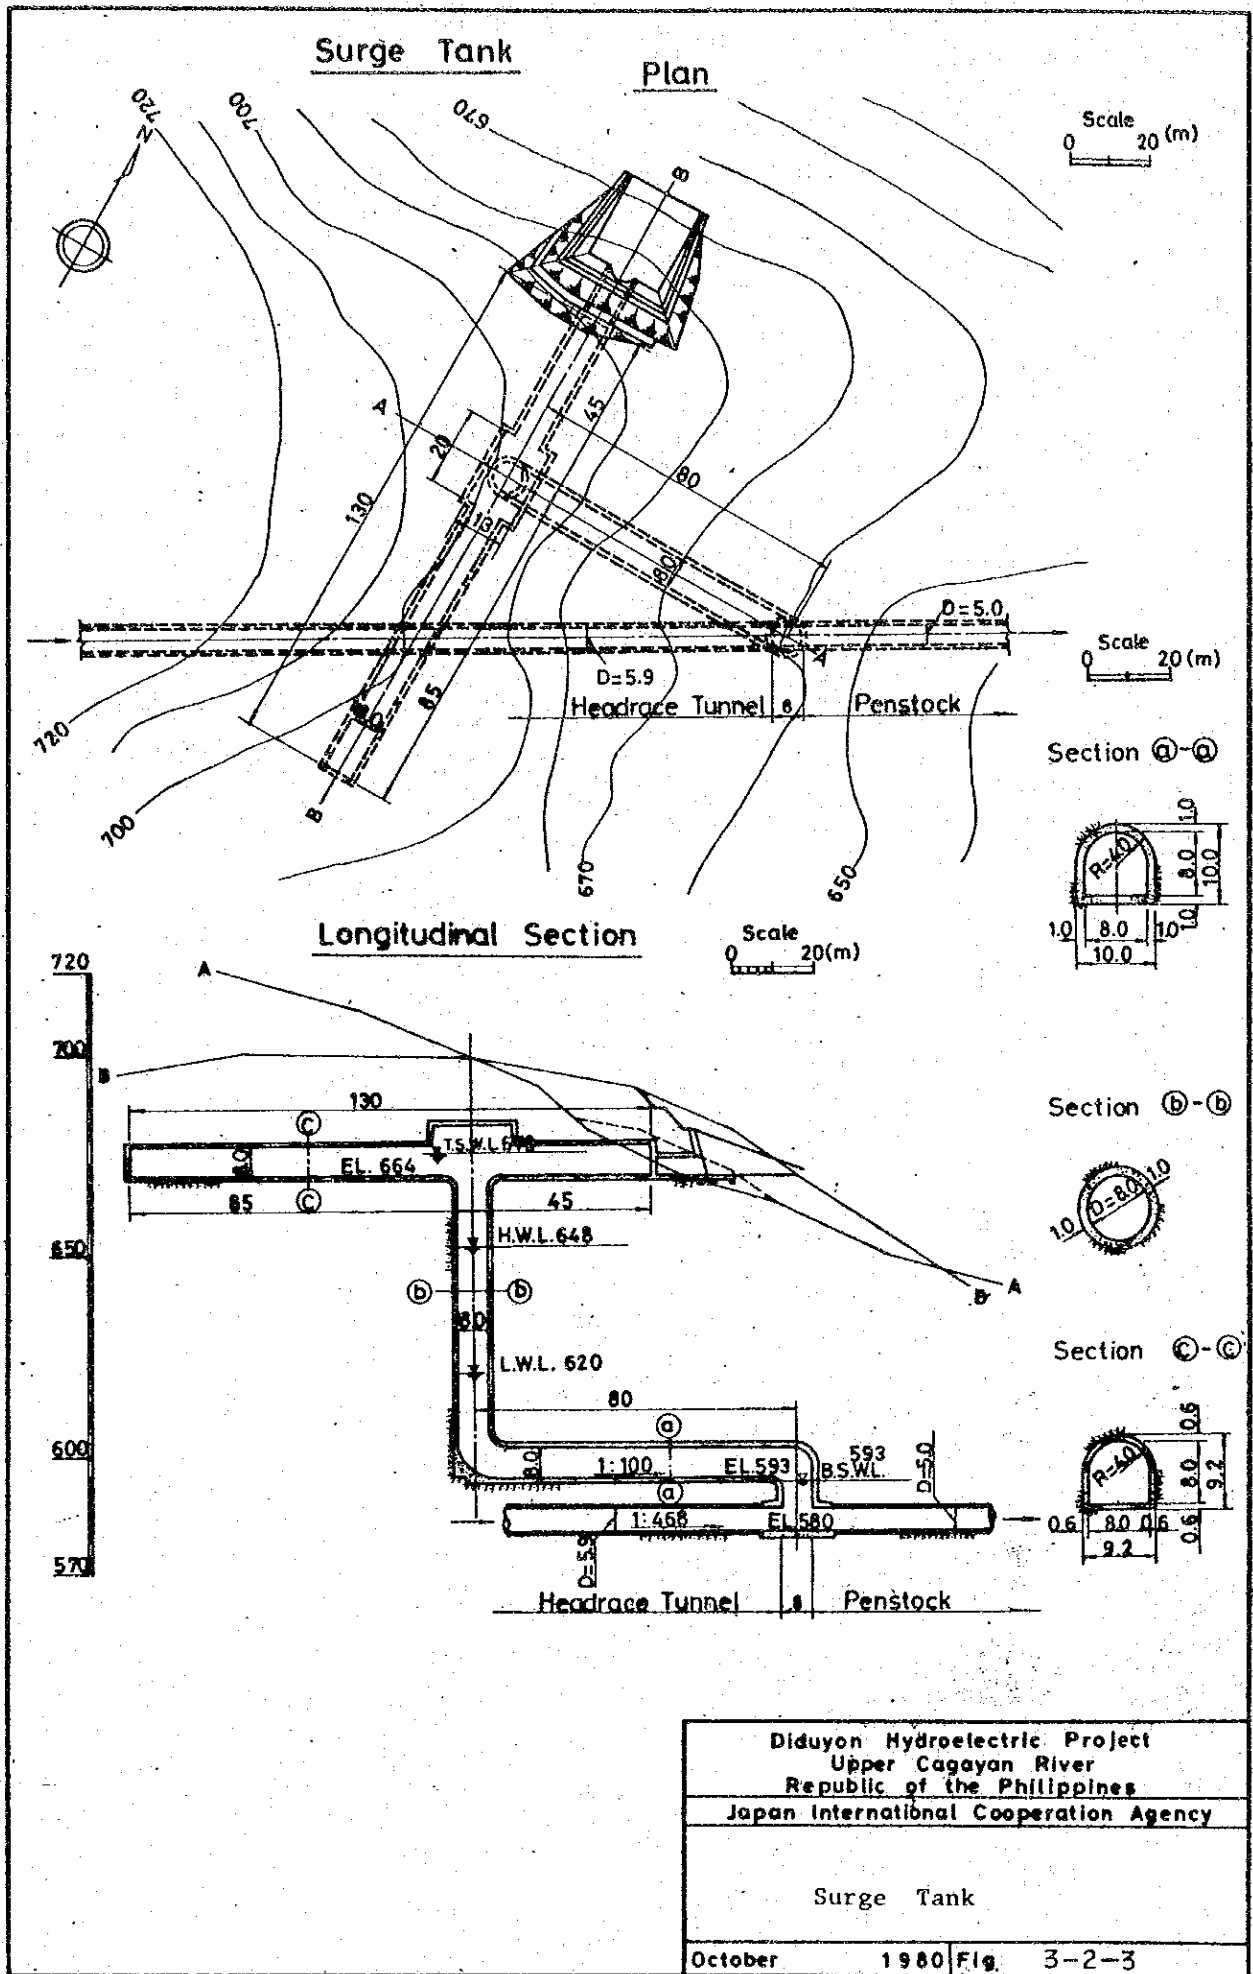 Surge Tank
Plan
Scale
0 20 (m)
720
700
670
N
B
A
20
45
80
130
13
80
D=5.0
Scale
0 20(m)
A
D=5.9
Headrace Tunnel 6 Penstock
85
720
B
700
670
650
Section ⓐ-ⓐ
R=4.0
1.0
8.0
10.0
1.0
1.0 8.0 1.0
10.0
Longitudinal Section
Scale
0 20(m)
720
A
700
B
130
ⓒ
T.S.W.L.
8.0
EL. 664
ⓒ
85
45
H.W.L.648
650
ⓑ ⓑ
8.0
B A
L.W.L. 620
80
600
ⓐ
8.0
1:100
EL.593
593
B.S.W.L.
D=5.0
ⓐ
1:468
EL.580
570
D=5.9
Headrace Tunnel Penstock
Section ⓑ-ⓑ
D=8.0
1.0
1.0
Section ⓒ-ⓒ
R=4.0
0.6
8.0
9.2
0.6
0.6 8.0 0.6
9.2
Diduyon Hydroelectric Project
Upper Cagayan River
Republic of the Philippines
Japan International Cooperation Agency
Surge Tank
October 1980 Fig. 3-2-3